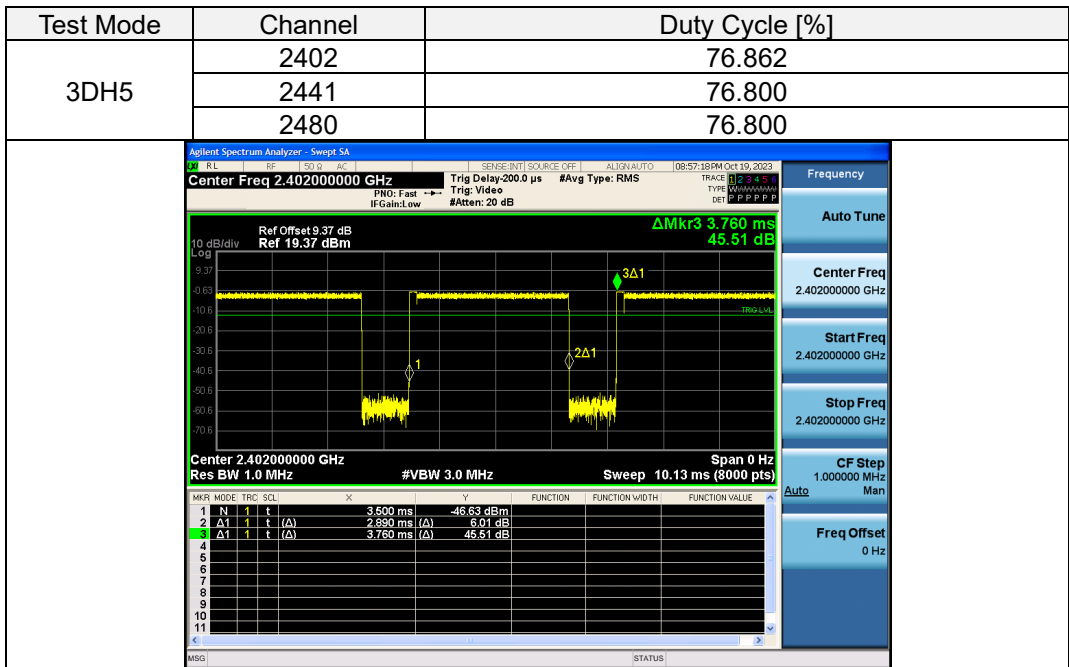 Test Mode Channel Duty Cycle [%]
3DH5 2402 76.862
2441 76.800
2480 76.800
Agilent Spectrum Analyzer - Swept SA
RL RF 50 Ω AC SENSE:INT SOURCE OFF ALIGN AUTO 08:57:18 PM Oct 19, 2023
Center Freq 2.402000000 GHz
PNO: Fast
IFGain:Low
Trig Delay-200.0 µs #Avg Type: RMS
Trig: Video
#Atten: 20 dB
TRACE 1 2 3 4 5 6
TYPE
DET P P P P P P
ΔMkr3 3.760 ms
45.51 dB
Ref Offset 9.37 dB
10 dB/div Ref 19.37 dBm
Log
9.37
-0.63
-10.6
-20.6
-30.6
-40.6
-50.6
-60.6
-70.6
3Δ1
TRIG LVL
2Δ1
1
Center 2.402000000 GHz Span 0 Hz
Res BW 1.0 MHz #VBW 3.0 MHz Sweep 10.13 ms (8000 pts)
MKR MODE TRC SCL X Y FUNCTION FUNCTION WIDTH FUNCTION VALUE
1 N 1 t 3.500 ms -46.63 dBm
2 Δ1 1 t (Δ) 2.890 ms (Δ) 6.01 dB
3 Δ1 1 t (Δ) 3.760 ms (Δ) 45.51 dB
4
5
6
7
8
9
10
11
MSG STATUS
Frequency
Auto Tune
Center Freq
2.402000000 GHz
Start Freq
2.402000000 GHz
Stop Freq
2.402000000 GHz
CF Step
1.000000 MHz
Auto Man
Freq Offset
0 Hz